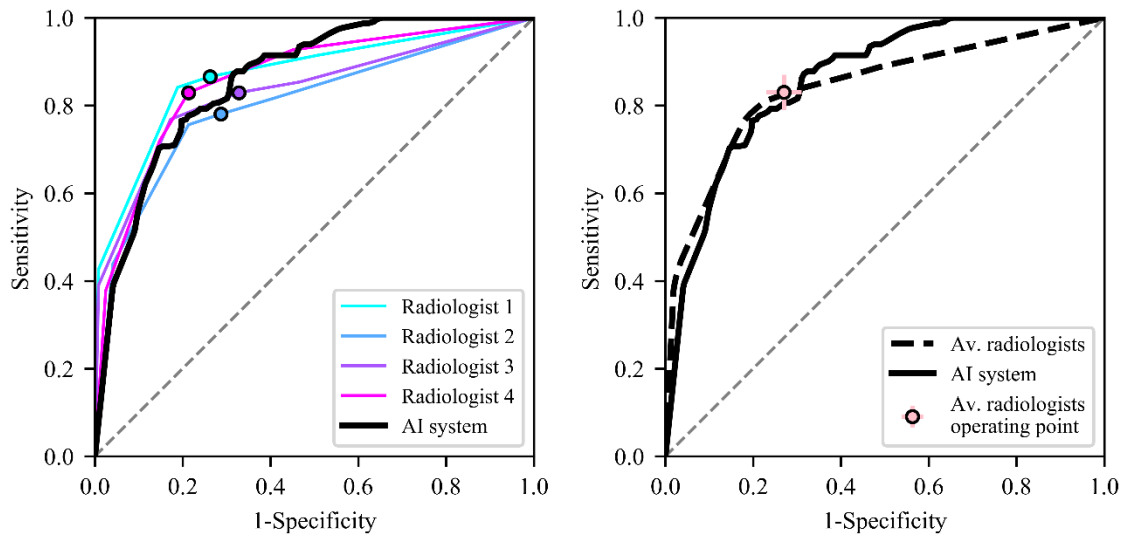 1.0
0.8
0.6
0.4
0.2
0.0
Sensitivity
0.0 0.2 0.4 0.6 0.8 1.0
1-Specificity
Radiologist 1
Radiologist 2
Radiologist 3
Radiologist 4
AI system
1.0
0.8
0.6
0.4
0.2
0.0
Sensitivity
0.0 0.2 0.4 0.6 0.8 1.0
1-Specificity
Av. radiologists
AI system
Av. radiologists
operating point